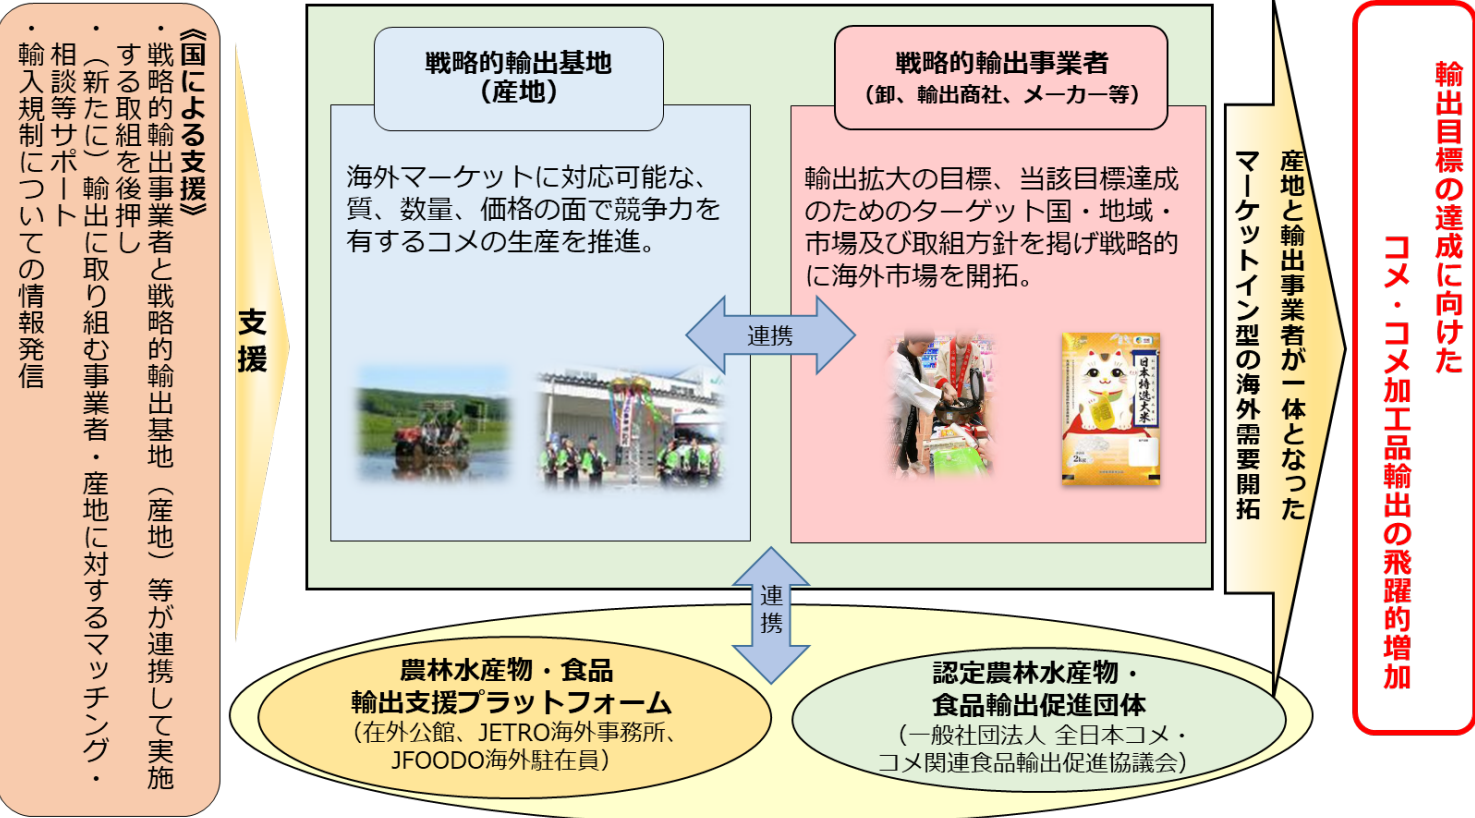 《国による支援》
・戦略的輸出事業者と戦略的輸出基地（産地）等が連携して実施
する取組を後押し
・（新たに）輸出に取り組む事業者・産地に対するマッチング・
相談等サポート
・輸入規制についての情報発信
支援
戦略的輸出基地
（産地）
海外マーケットに対応可能な、
質、数量、価格の面で競争力を
有するコメの生産を推進。
連携
戦略的輸出事業者
（卸、輸出商社、メーカー等）
輸出拡大の目標、当該目標達成
のためのターゲット国・地域・
市場及び取組方針を掲げ戦略的
に海外市場を開拓。
日本特選大米
2kg
連携
農林水産物・食品
輸出支援プラットフォーム
（在外公館、JETRO海外事務所、
JFOODO海外駐在員）
認定農林水産物・
食品輸出促進団体
（一般社団法人 全日本コメ・
コメ関連食品輸出促進協議会）
産地と輸出事業者が一体となった
マーケットイン型の海外需要開拓
輸出目標の達成に向けた
コメ・コメ加工品輸出の飛躍的増加